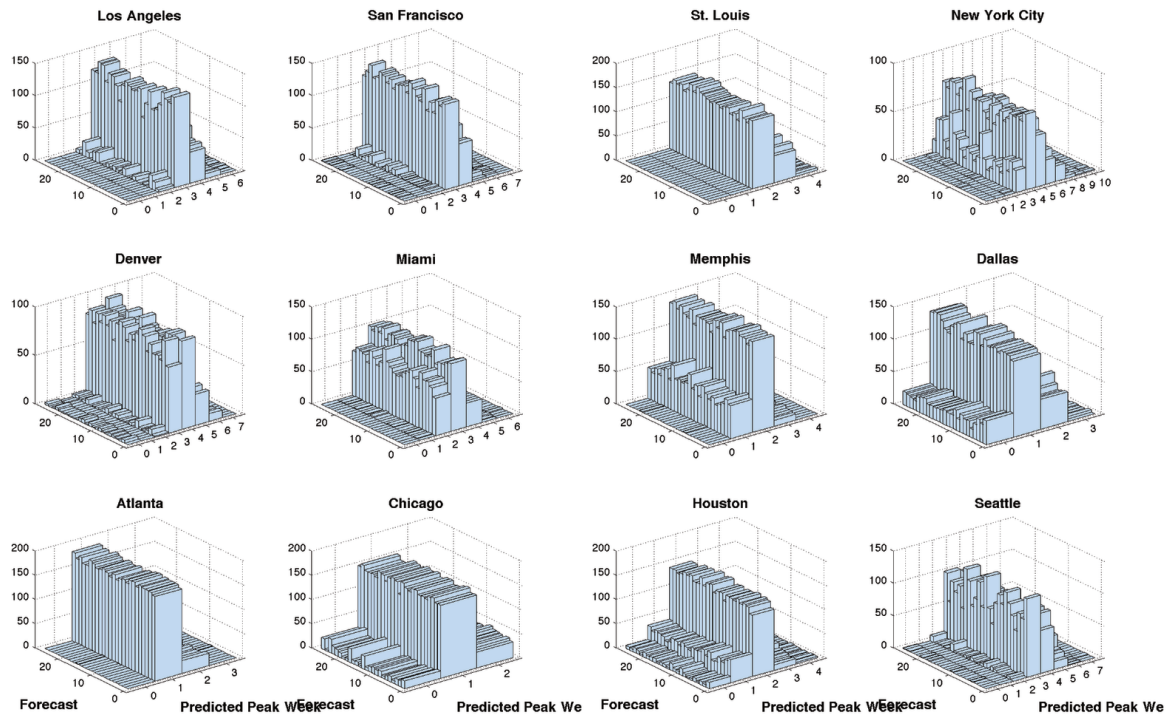 Los Angeles
150
100
50
0
20
10
0
0 1 2 3 4 5 6
San Francisco
150
100
50
0
20
10
0
0 1 2 3 4 5 6 7
St. Louis
200
150
100
50
0
20
10
0
0 1 2 3 4
New York City
100
50
0
20
10
0
0 1 2 3 4 5 6 7 8 9 10
Denver
100
50
0
20
10
0
0 1 2 3 4 5 6 7
Miami
150
100
50
0
20
10
0
0 1 2 3 4 5 6
Memphis
150
100
50
0
20
10
0
0 1 2 3 4
Dallas
150
100
50
0
20
10
0
0 1 2 3
Atlanta
200
150
100
50
0
20
10
0
0 1 2 3
Forecast
Predicted Peak Week
Chicago
200
150
100
50
0
20
10
0
0 1 2
Forecast
Predicted Peak We
Houston
200
150
100
50
0
20
10
0
0 1 2 3 4 5
Forecast
Predicted Peak Week
Seattle
150
100
50
0
20
10
0
0 1 2 3 4 5 6 7
Forecast
Predicted Peak We